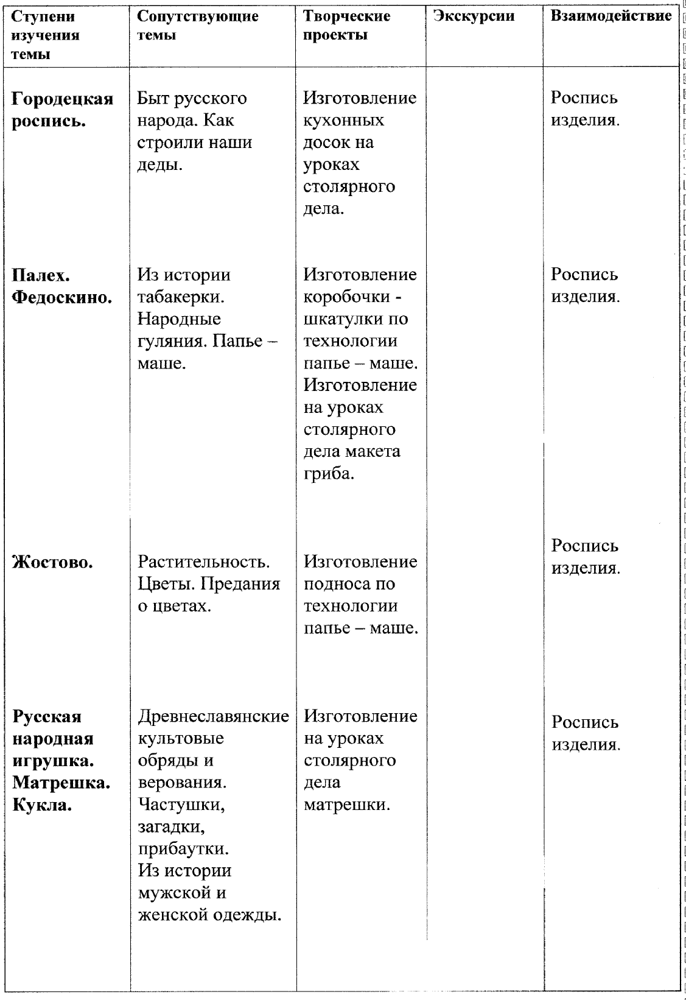 Ступени
изучения
темы
Сопутствующие
темы
Творческие
проекты
Экскурсии
Взаимодействие
Городецкая
роспись.
Быт русского
народа. Как
строили наши
деды.
Изготовление
кухонных
досок на
уроках
столярного
дела.
Роспись
изделия.
Палех.
Федоскино.
Из истории
табакерки.
Народные
гуляния. Папье –
маше.
Изготовление
коробочки -
шкатулки по
технологии
папье – маше.
Изготовление
на уроках
столярного
дела макета
гриба.
Роспись
изделия.
Жостово.
Растительность.
Цветы. Предания
о цветах.
Изготовление
подноса по
технологии
папье – маше.
Роспись
изделия.
Русская
народная
игрушка.
Матрешка.
Кукла.
Древнеславянские
культовые
обряды и
верования.
Частушки,
загадки,
прибаутки.
Из истории
мужской и
женской одежды.
Изготовление
на уроках
столярного
дела
матрешки.
Роспись
изделия.